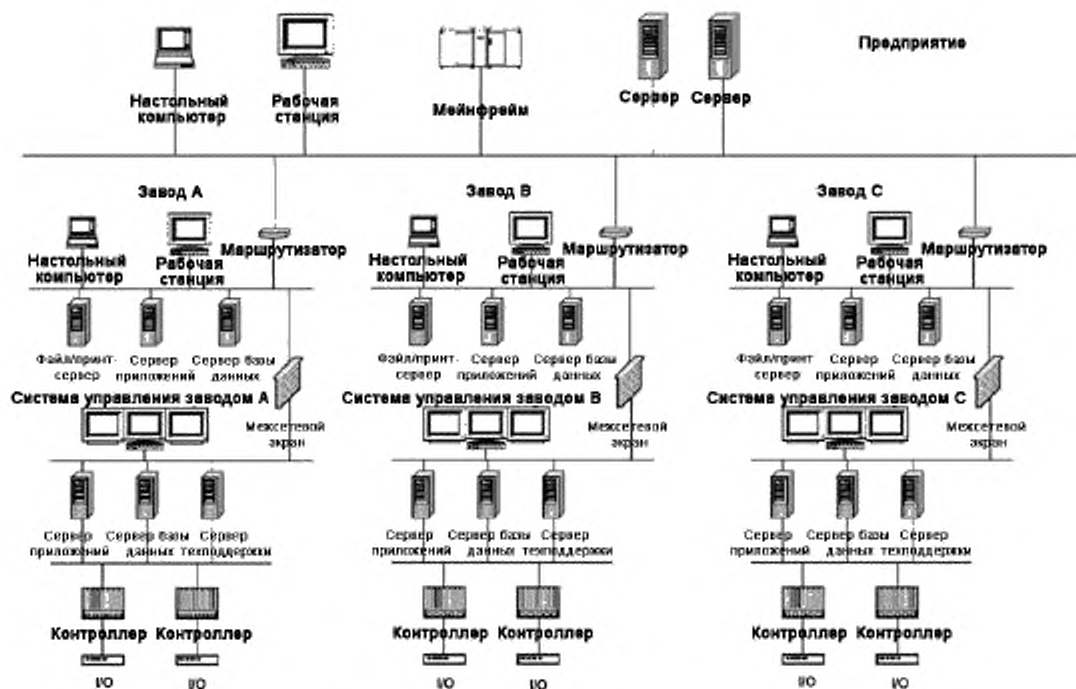 Предприятие
Настольный
компьютер
Рабочая
станция
Мейнфрейм
Сервер
Сервер
Завод А
Настольный
компьютер
Рабочая
станция
Маршрутизатор
Файл/принт-
сервер
Сервер
приложений
Сервер базы
данных
Система управления заводом А
Межсетевой
экран
Сервер
приложений
Сервер базы
данных
Сервер
техподдержки
Контроллер
Контроллер
I/O
I/O
Завод В
Настольный
компьютер
Рабочая
станция
Маршрутизатор
Файл/принт-
сервер
Сервер
приложений
Сервер базы
данных
Система управления заводом В
Межсетевой
экран
Сервер
приложений
Сервер базы
данных
Сервер
техподдержки
Контроллер
Контроллер
I/O
I/O
Завод С
Настольный
компьютер
Рабочая
станция
Маршрутизатор
Файл/принт
сервер
Сервер
приложений
Сервер базы
данных
Система управления заводом С
Межсетевой
экран
Сервер
приложений
Сервер базы
данных
Сервер
техподдержки
Контроллер
Контроллер
I/O
I/O